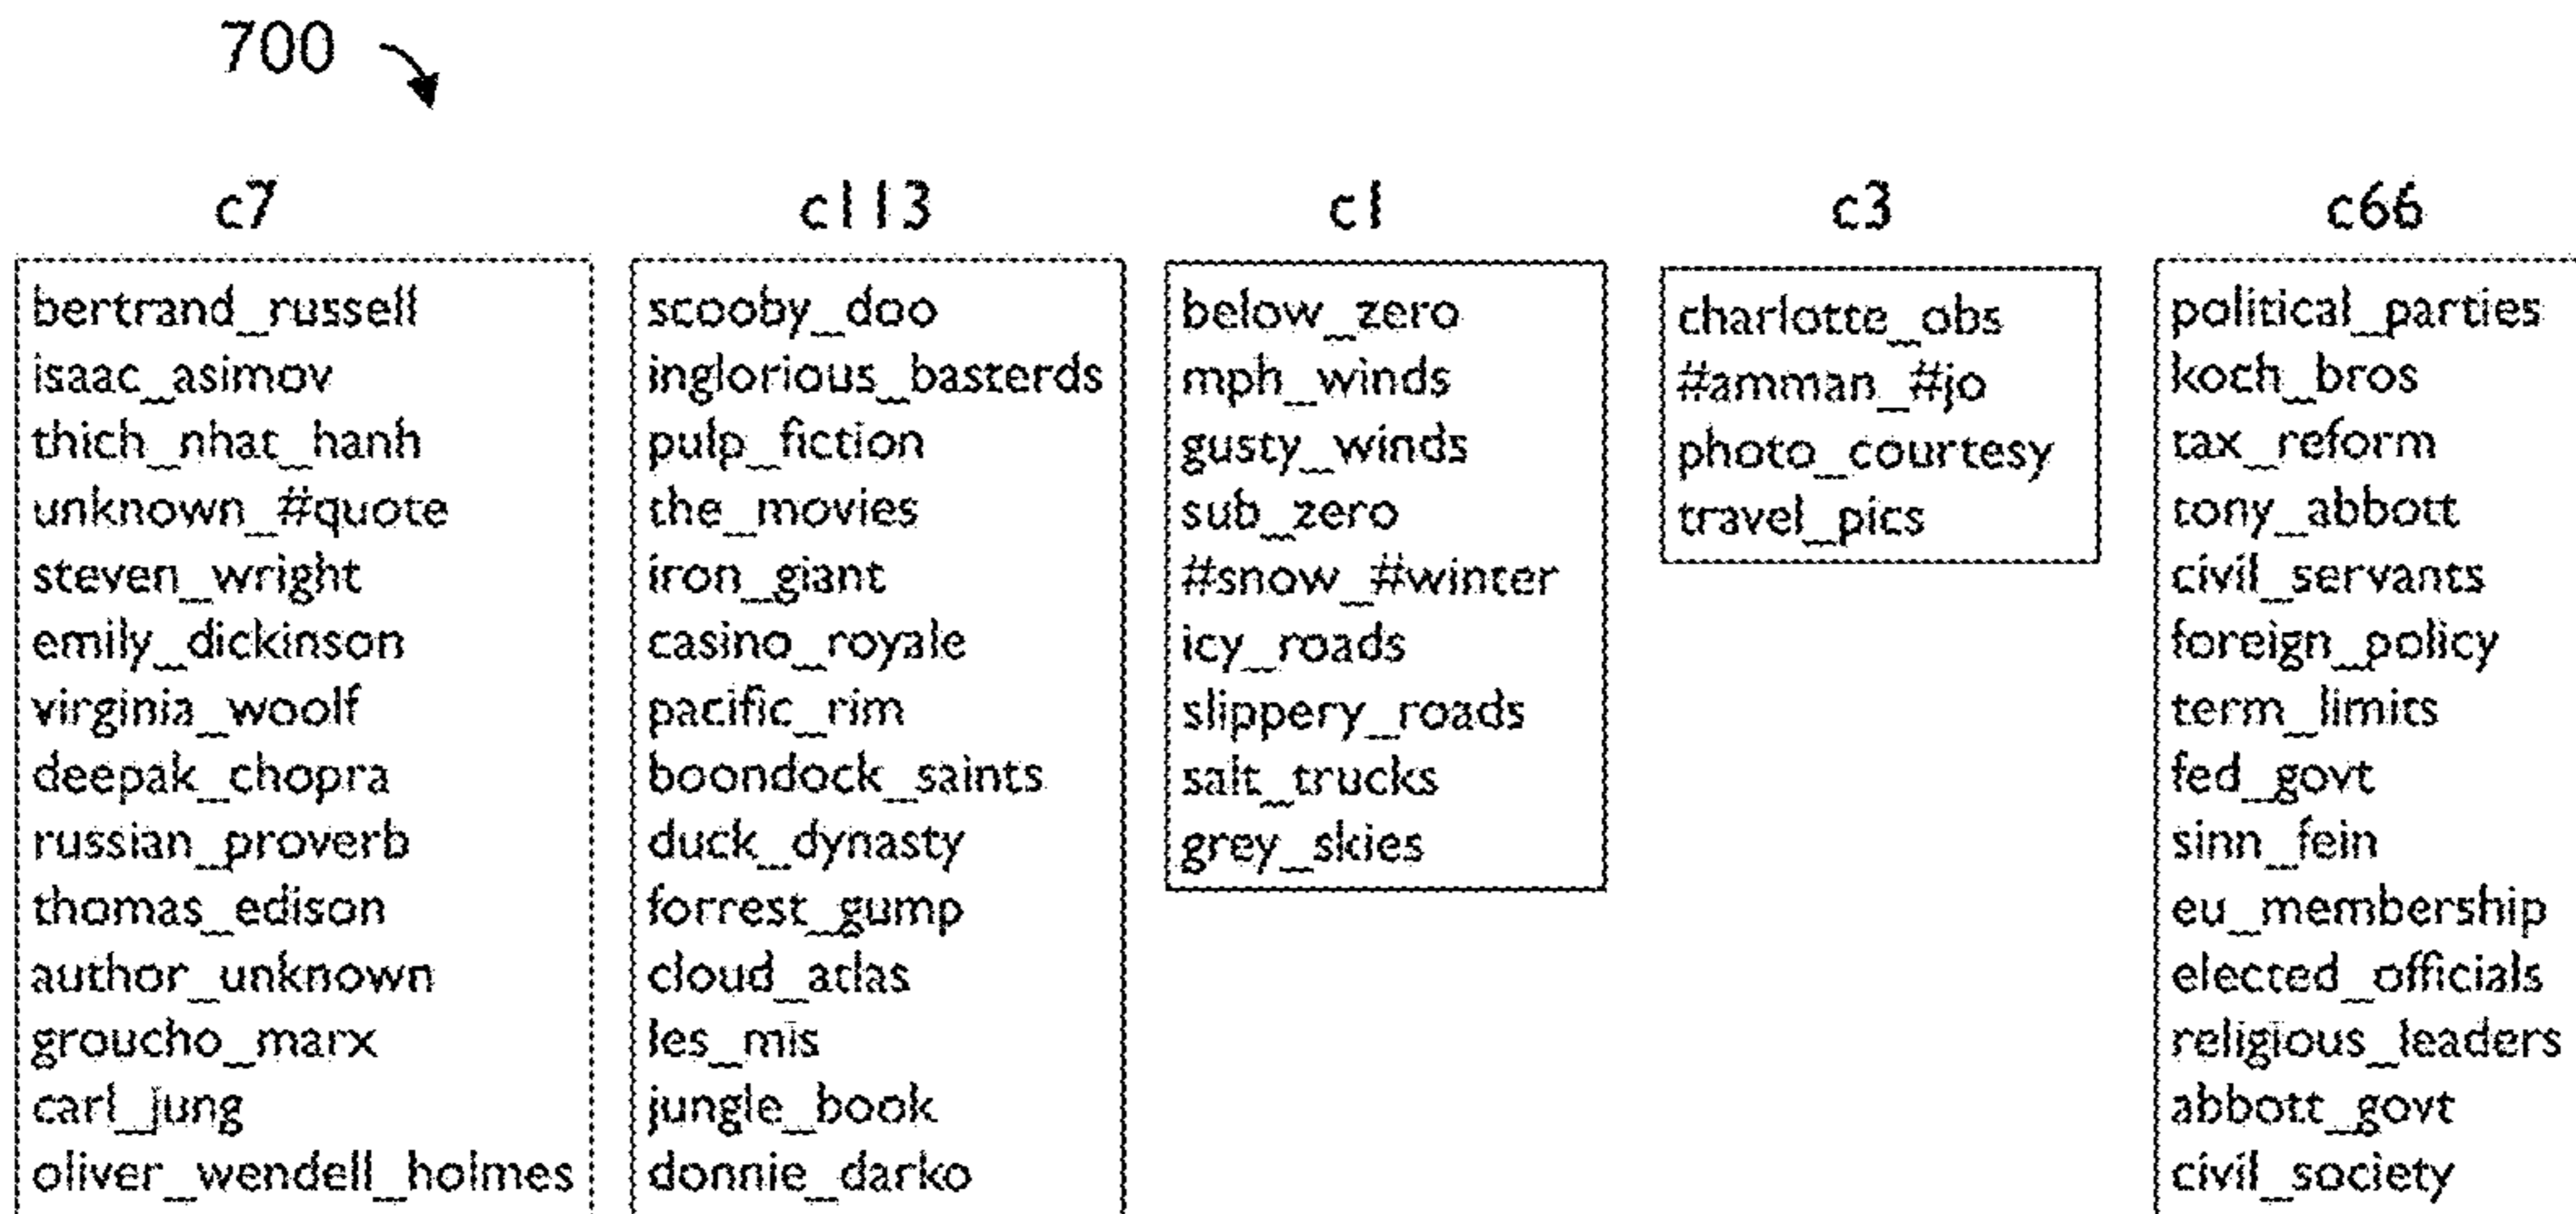 700
c7
bertrand_russell
isaac_asimov
thich_nhat_hanh
unknown_#quote
steven_wright
emily_dickinson
virginia_woolf
deepak_chopra
russian_proverb
thomas_edison
author_unknown
groucho_marx
carl_jung
oliver_wendell_holmes
c113
scooby_doo
inglorious_basterds
pulp_fiction
the_movies
iron_giant
casino_royale
pacific_rim
boondock_saints
duck_dynasty
forrest_gump
cloud_atlas
les_mis
jungle_book
donnie_darko
c1
below_zero
mph_winds
gusty_winds
sub_zero
#snow_#winter
icy_roads
slippery_roads
salt_trucks
grey_skies
c3
charlotte_obs
#amman_#jo
photo_courtesy
travel_pics
c66
political_parties
koch_bros
tax_reform
tony_abbott
civil_servants
foreign_policy
term_limits
fed_govt
sinn_fein
eu_membership
elected_officials
religious_leaders
abbott_govt
civil_society